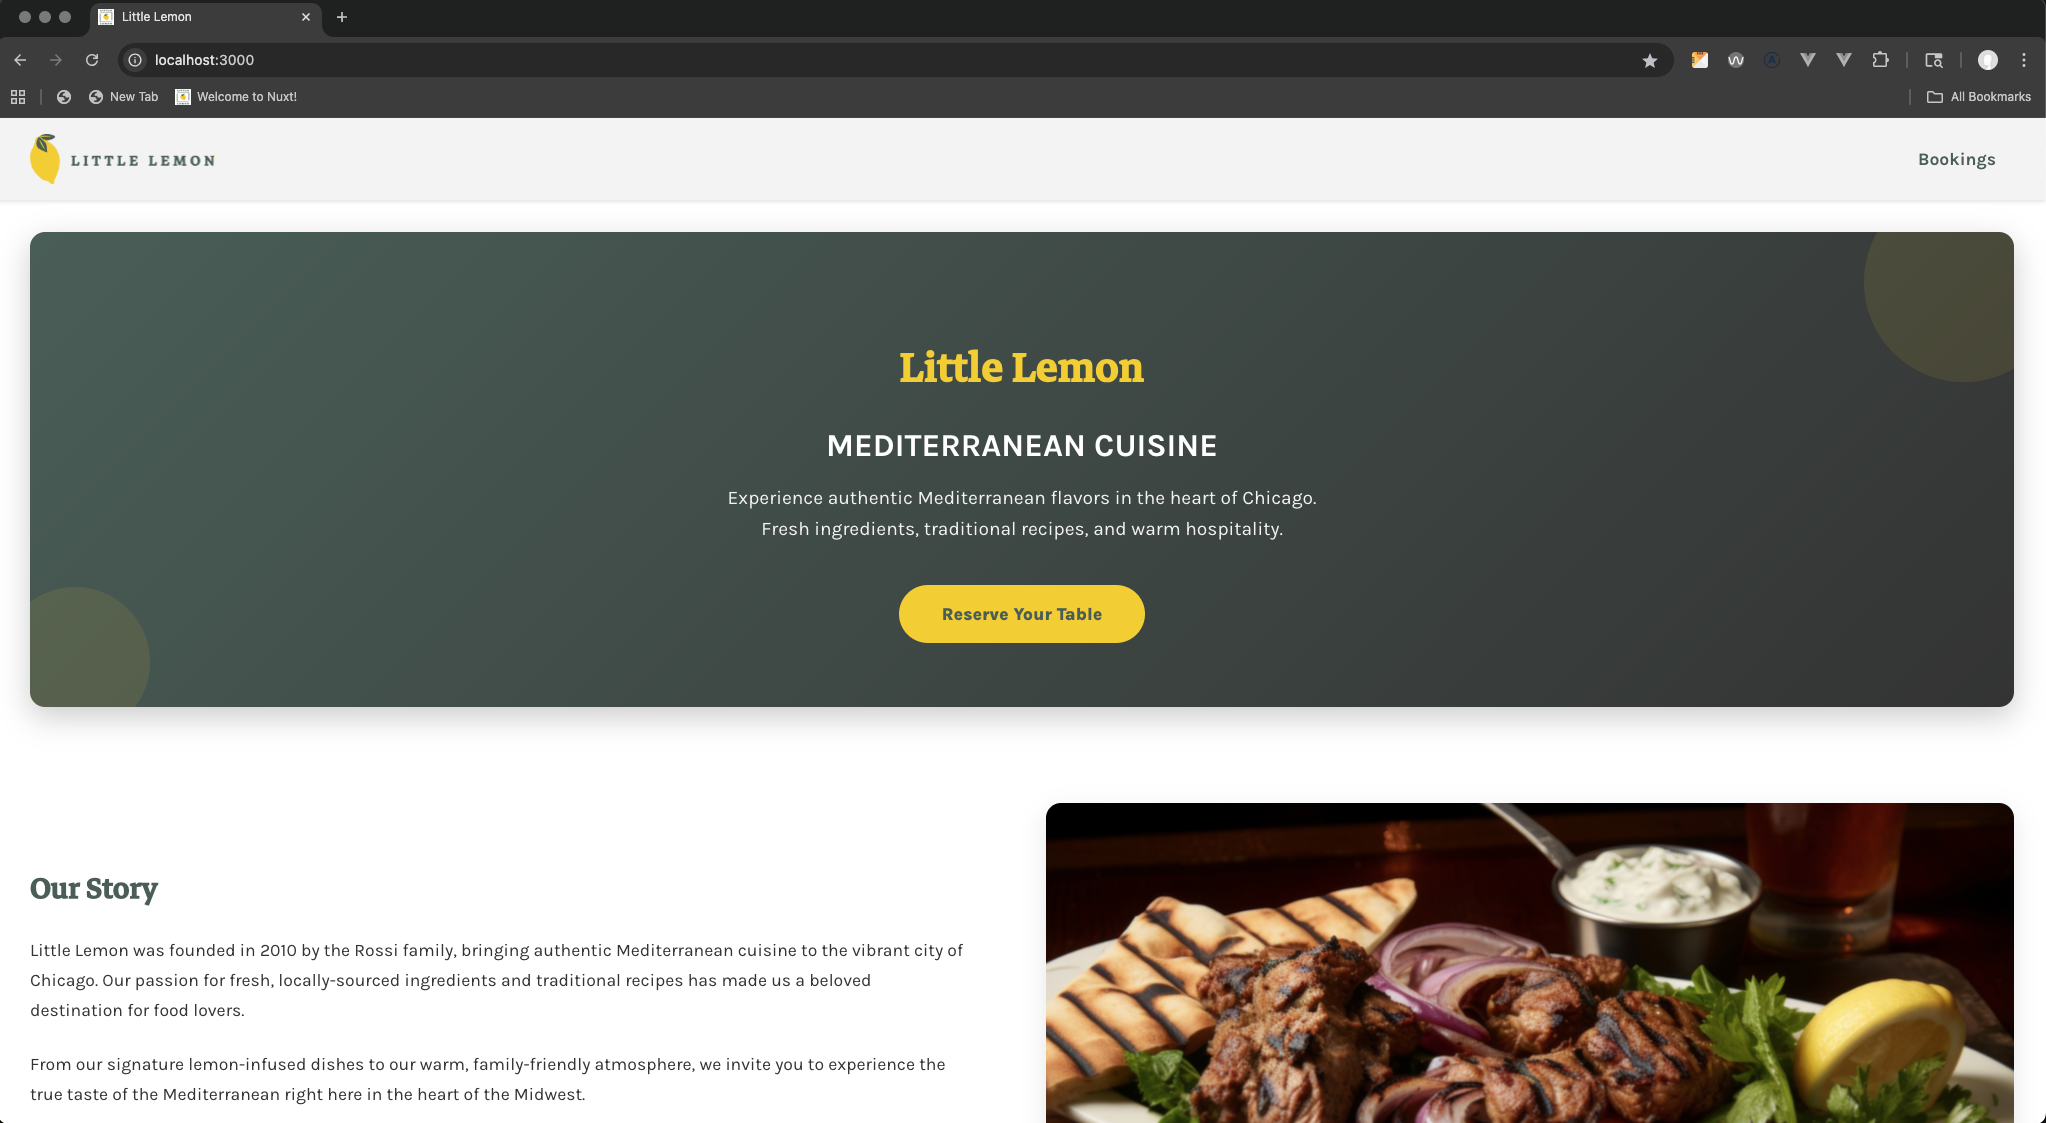 Little Lemon
localhost:3000
New Tab
Welcome to Nuxt!
All Bookmarks
LITTLE LEMON
Bookings
Little Lemon
MEDITERRANEAN CUISINE
Experience authentic Mediterranean flavors in the heart of Chicago.
Fresh ingredients, traditional recipes, and warm hospitality.
Reserve Your Table
Our Story
Little Lemon was founded in 2010 by the Rossi family, bringing authentic Mediterranean cuisine to the vibrant city of
Chicago. Our passion for fresh, locally-sourced ingredients and traditional recipes has made us a beloved
destination for food lovers.
From our signature lemon-infused dishes to our warm, family-friendly atmosphere, we invite you to experience the
true taste of the Mediterranean right here in the heart of the Midwest.